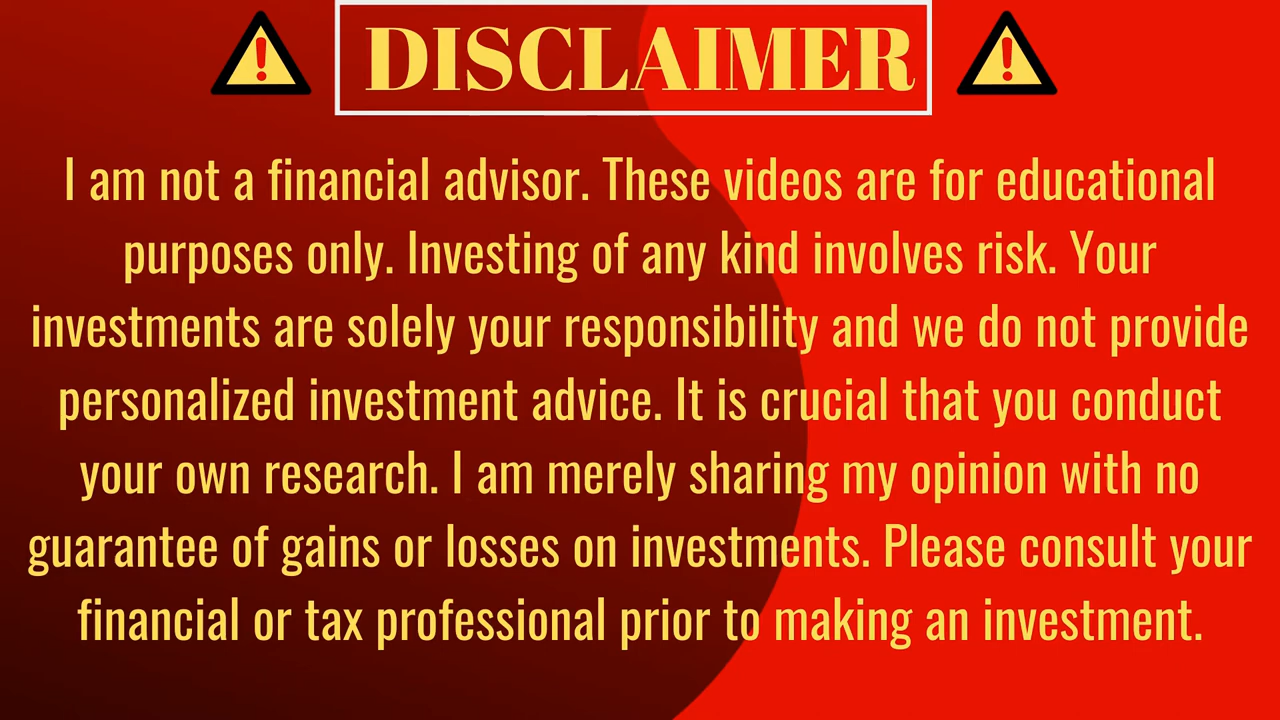 DISCLAIMER
I am not a financial advisor. These videos are for educational
purposes only. Investing of any kind involves risk. Your
investments are solely your responsibility and we do not provide
personalized investment advice. It is crucial that you conduct
your own research. I am merely sharing my opinion with no
guarantee of gains or losses on investments. Please consult your
financial or tax professional prior to making an investment.